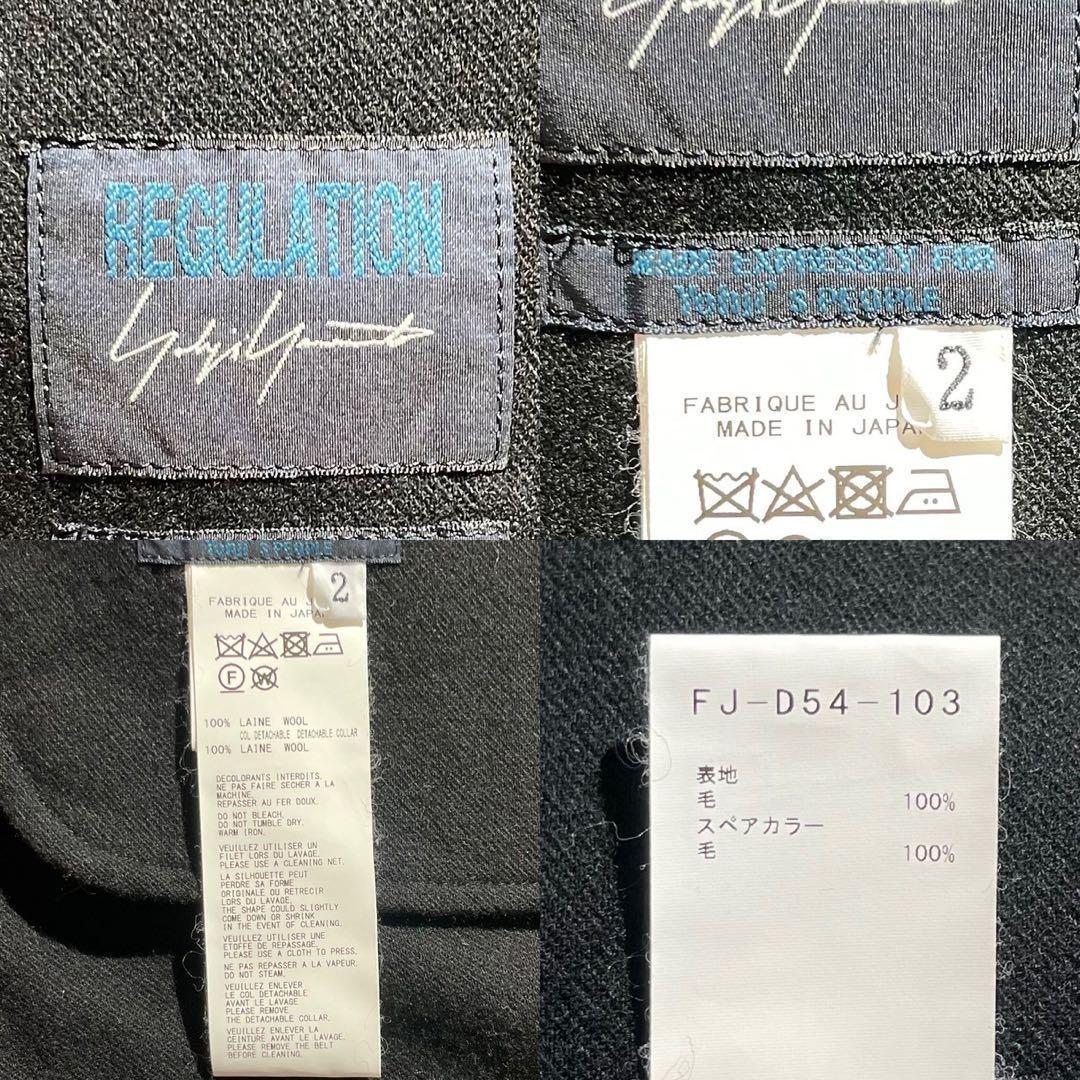 REGULATION
Yohji Yamamoto
MADE EXPRESSLY FOR
Yohji's PEOPLE
2
FABRIQUE AU J
MADE IN JAPA
Yohji's PEOPLE
2
FABRIQUE AU J
MADE IN JAPA
100% LAINE WOOL
COL DETACHABLE DETACHABLE COLLAR
100% LAINE WOOL
DECOLORANTS INTERDITS.
NE PAS FAIRE SECHER A LA
MACHINE.
REPASSER AU FER DOUX.
DO NOT BLEACH.
DO NOT TUMBLE DRY.
WARM IRON.
VEUILLEZ UTILISER UN
FILET LORS DU LAVAGE.
PLEASE USE A CLEANING NET.
LA SILHOUETTE PEUT
PERDRE SA FORME
ORIGINALE OU RETRECIR
LORS DU LAVAGE.
THE SHAPE COULD SLIGHTLY
COME DOWN OR SHRINK
IN THE EVENT OF CLEANING.
VEUILLEZ UTILISER UNE
ETOFFE DE REPASSAGE.
PLEASE USE A CLOTH TO PRESS.
NE PAS REPASSER A LA VAPEUR.
DO NOT STEAM.
VEUILLEZ ENLEVER
LE COL DETACHABLE
AVANT LE LAVAGE
PLEASE REMOVE
THE DETACHABLE COLLAR.
VEUILLEZ ENLEVER LA
CEINTURE AVANT LE LAVAGE.
PLEASE REMOVE THE BELT
BEFORE CLEANING.
FJ-D54-103
表地
毛 100%
スペアカラー
毛 100%